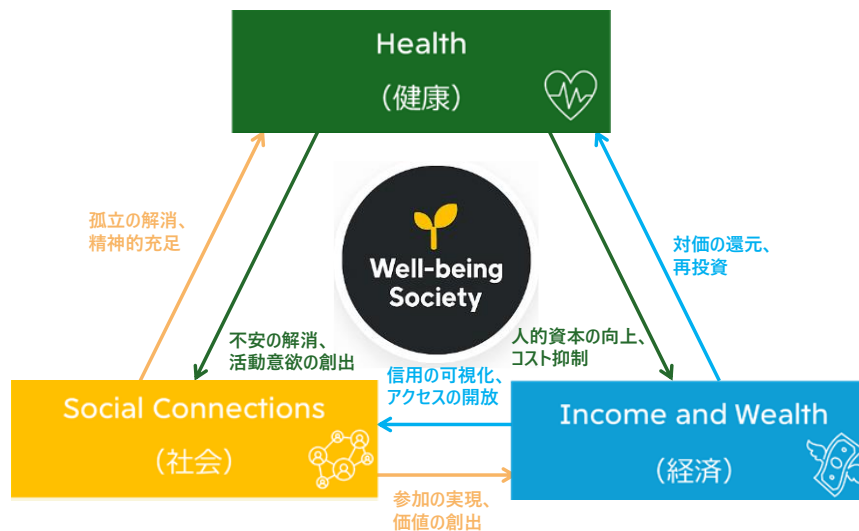 Health
（健康）
孤立の解消、
精神的充足
対価の還元、
再投資
Well-being
Society
不安の解消、
活動意欲の創出
人的資本の向上、
コスト抑制
信用の可視化、
アクセスの開放
Social Connections
（社会）
Income and Wealth
（経済）
参加の実現、
価値の創出